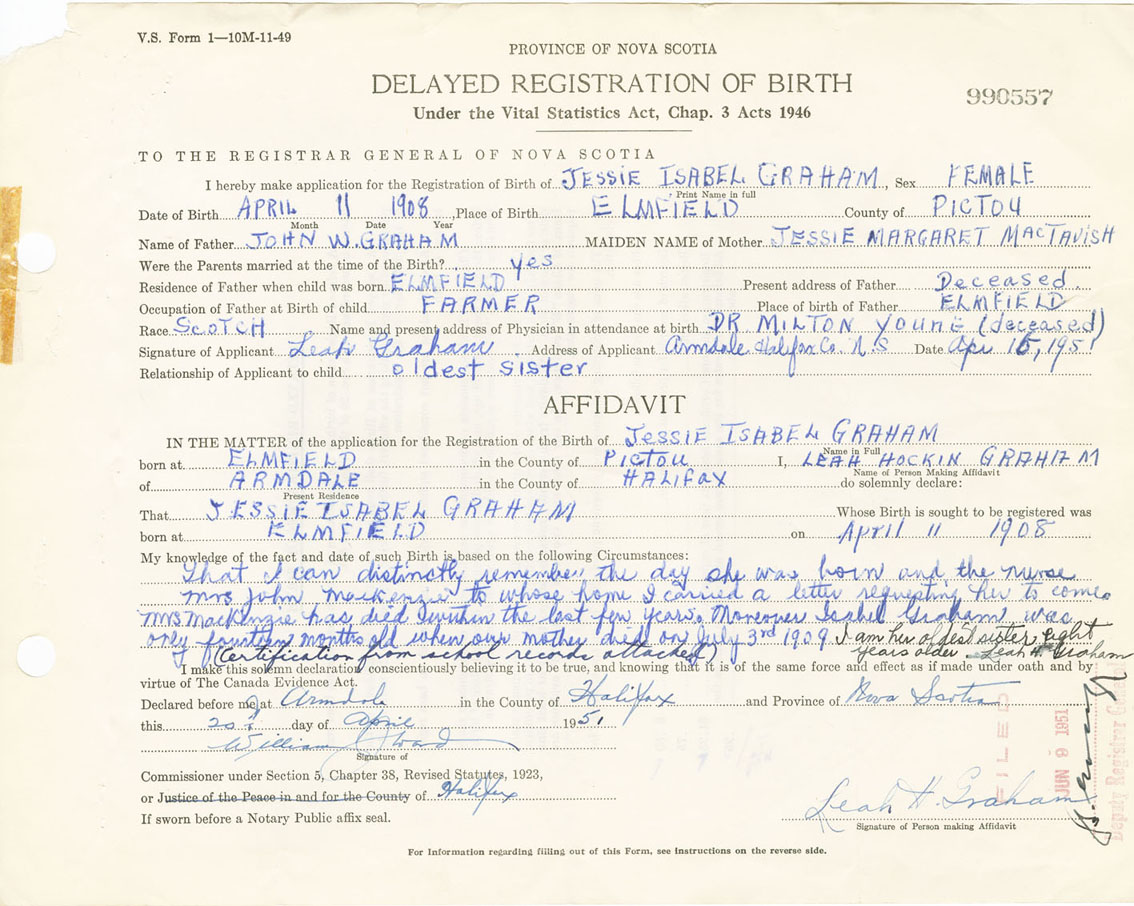 V.S. Form 1—10M-11-49
PROVINCE OF NOVA SCOTIA
DELAYED REGISTRATION OF BIRTH
990557
Under the Vital Statistics Act, Chap. 3 Acts 1946
TO THE REGISTRAR GENERAL OF NOVA SCOTIA
I hereby make application for the Registration of Birth of JESSIE ISABEL GRAHAM, Sex FEMALE
Print Name in full
Date of Birth APRIL 11 1908, Place of Birth ELMFIELD County of PICTOU
Month Date Year
Name of Father JOHN W. GRAHAM MAIDEN NAME of Mother JESSIE MARGARET MACTAVISH
Were the Parents married at the time of the Birth? yes
Residence of Father when child was born ELMFIELD Present address of Father Deceased
Occupation of Father at Birth of child FARMER Place of birth of Father ELMFIELD
Race SCOTCH Name and present address of Physician in attendance at birth DR MILTON YOUNG (deceased)
Signature of Applicant Leah Graham Address of Applicant Armdale Halifax Co. N.S Date Apr 15, 1951
Relationship of Applicant to child oldest sister
AFFIDAVIT
IN THE MATTER of the application for the Registration of the Birth of JESSIE ISABEL GRAHAM
Name in Full
born at ELMFIELD in the County of PICTOU I, LEAH HOCKIN GRAHAM
Name of Person Making Affidavit
of ARMDALE in the County of HALIFAX do solemnly declare:
Present Residence
That JESSIE ISABEL GRAHAM Whose Birth is sought to be registered was
born at ELMFIELD on April 11 1908
My knowledge of the fact and date of such Birth is based on the following Circumstances:
That I can distinctly remember the day she was born and the nurse
Mrs John MacKenzie to whose home I carried a letter requesting her to come.
Mrs MacKenzie has died within the last few years. Moreover Isabel Graham was
only fourteen months old when our mother died on July 3rd 1909. I am her oldest sister, eight
(Certification from school records attached) years older Leah H. Graham
I make this solemn declaration conscientiously believing it to be true, and knowing that it is of the same force and effect as if made under oath and by
virtue of The Canada Evidence Act.
Declared before me at Armdale in the County of Halifax and Province of Nova Scotia
this 20th day of April 1951
William Ward
Signature of
Commissioner under Section 5, Chapter 38, Revised Statutes, 1923,
or Justice of the Peace in and for the County of Halifax
If sworn before a Notary Public affix seal.
Leah H. Graham
Signature of Person making Affidavit
FILED
JUN 9 1951
Deputy Registrar General
For Information regarding filling out of this Form, see instructions on the reverse side.